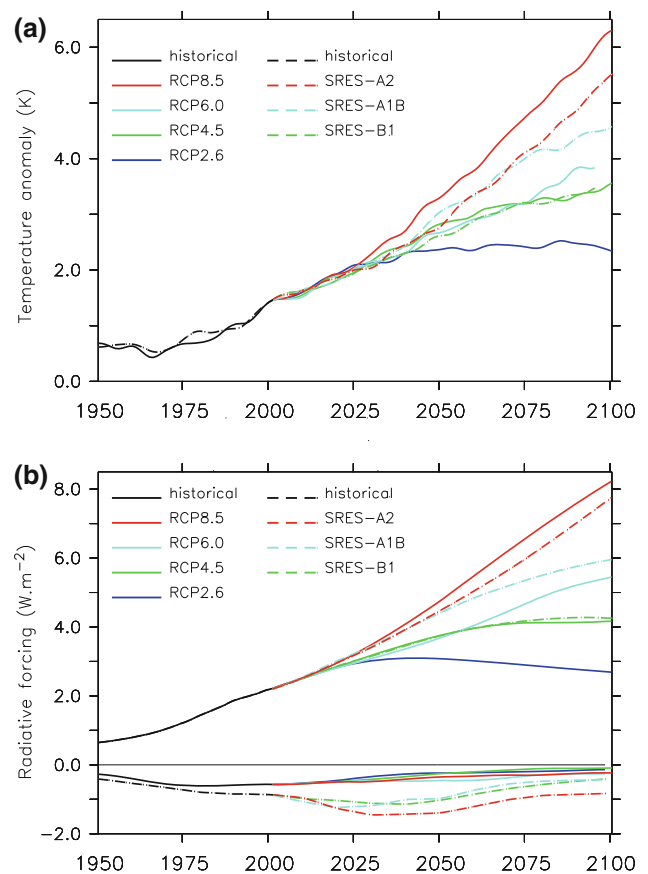 (a)
Temperature anomaly (K)
6.0
4.0
2.0
0.0
historical
RCP8.5
RCP6.0
RCP4.5
RCP2.6
historical
SRES-A2
SRES-A1B
SRES-B1
1950 1975 2000 2025 2050 2075 2100
(b)
Radiative forcing (W.m-2)
8.0
6.0
4.0
2.0
0.0
-2.0
historical
RCP8.5
RCP6.0
RCP4.5
RCP2.6
historical
SRES-A2
SRES-A1B
SRES-B1
1950 1975 2000 2025 2050 2075 2100